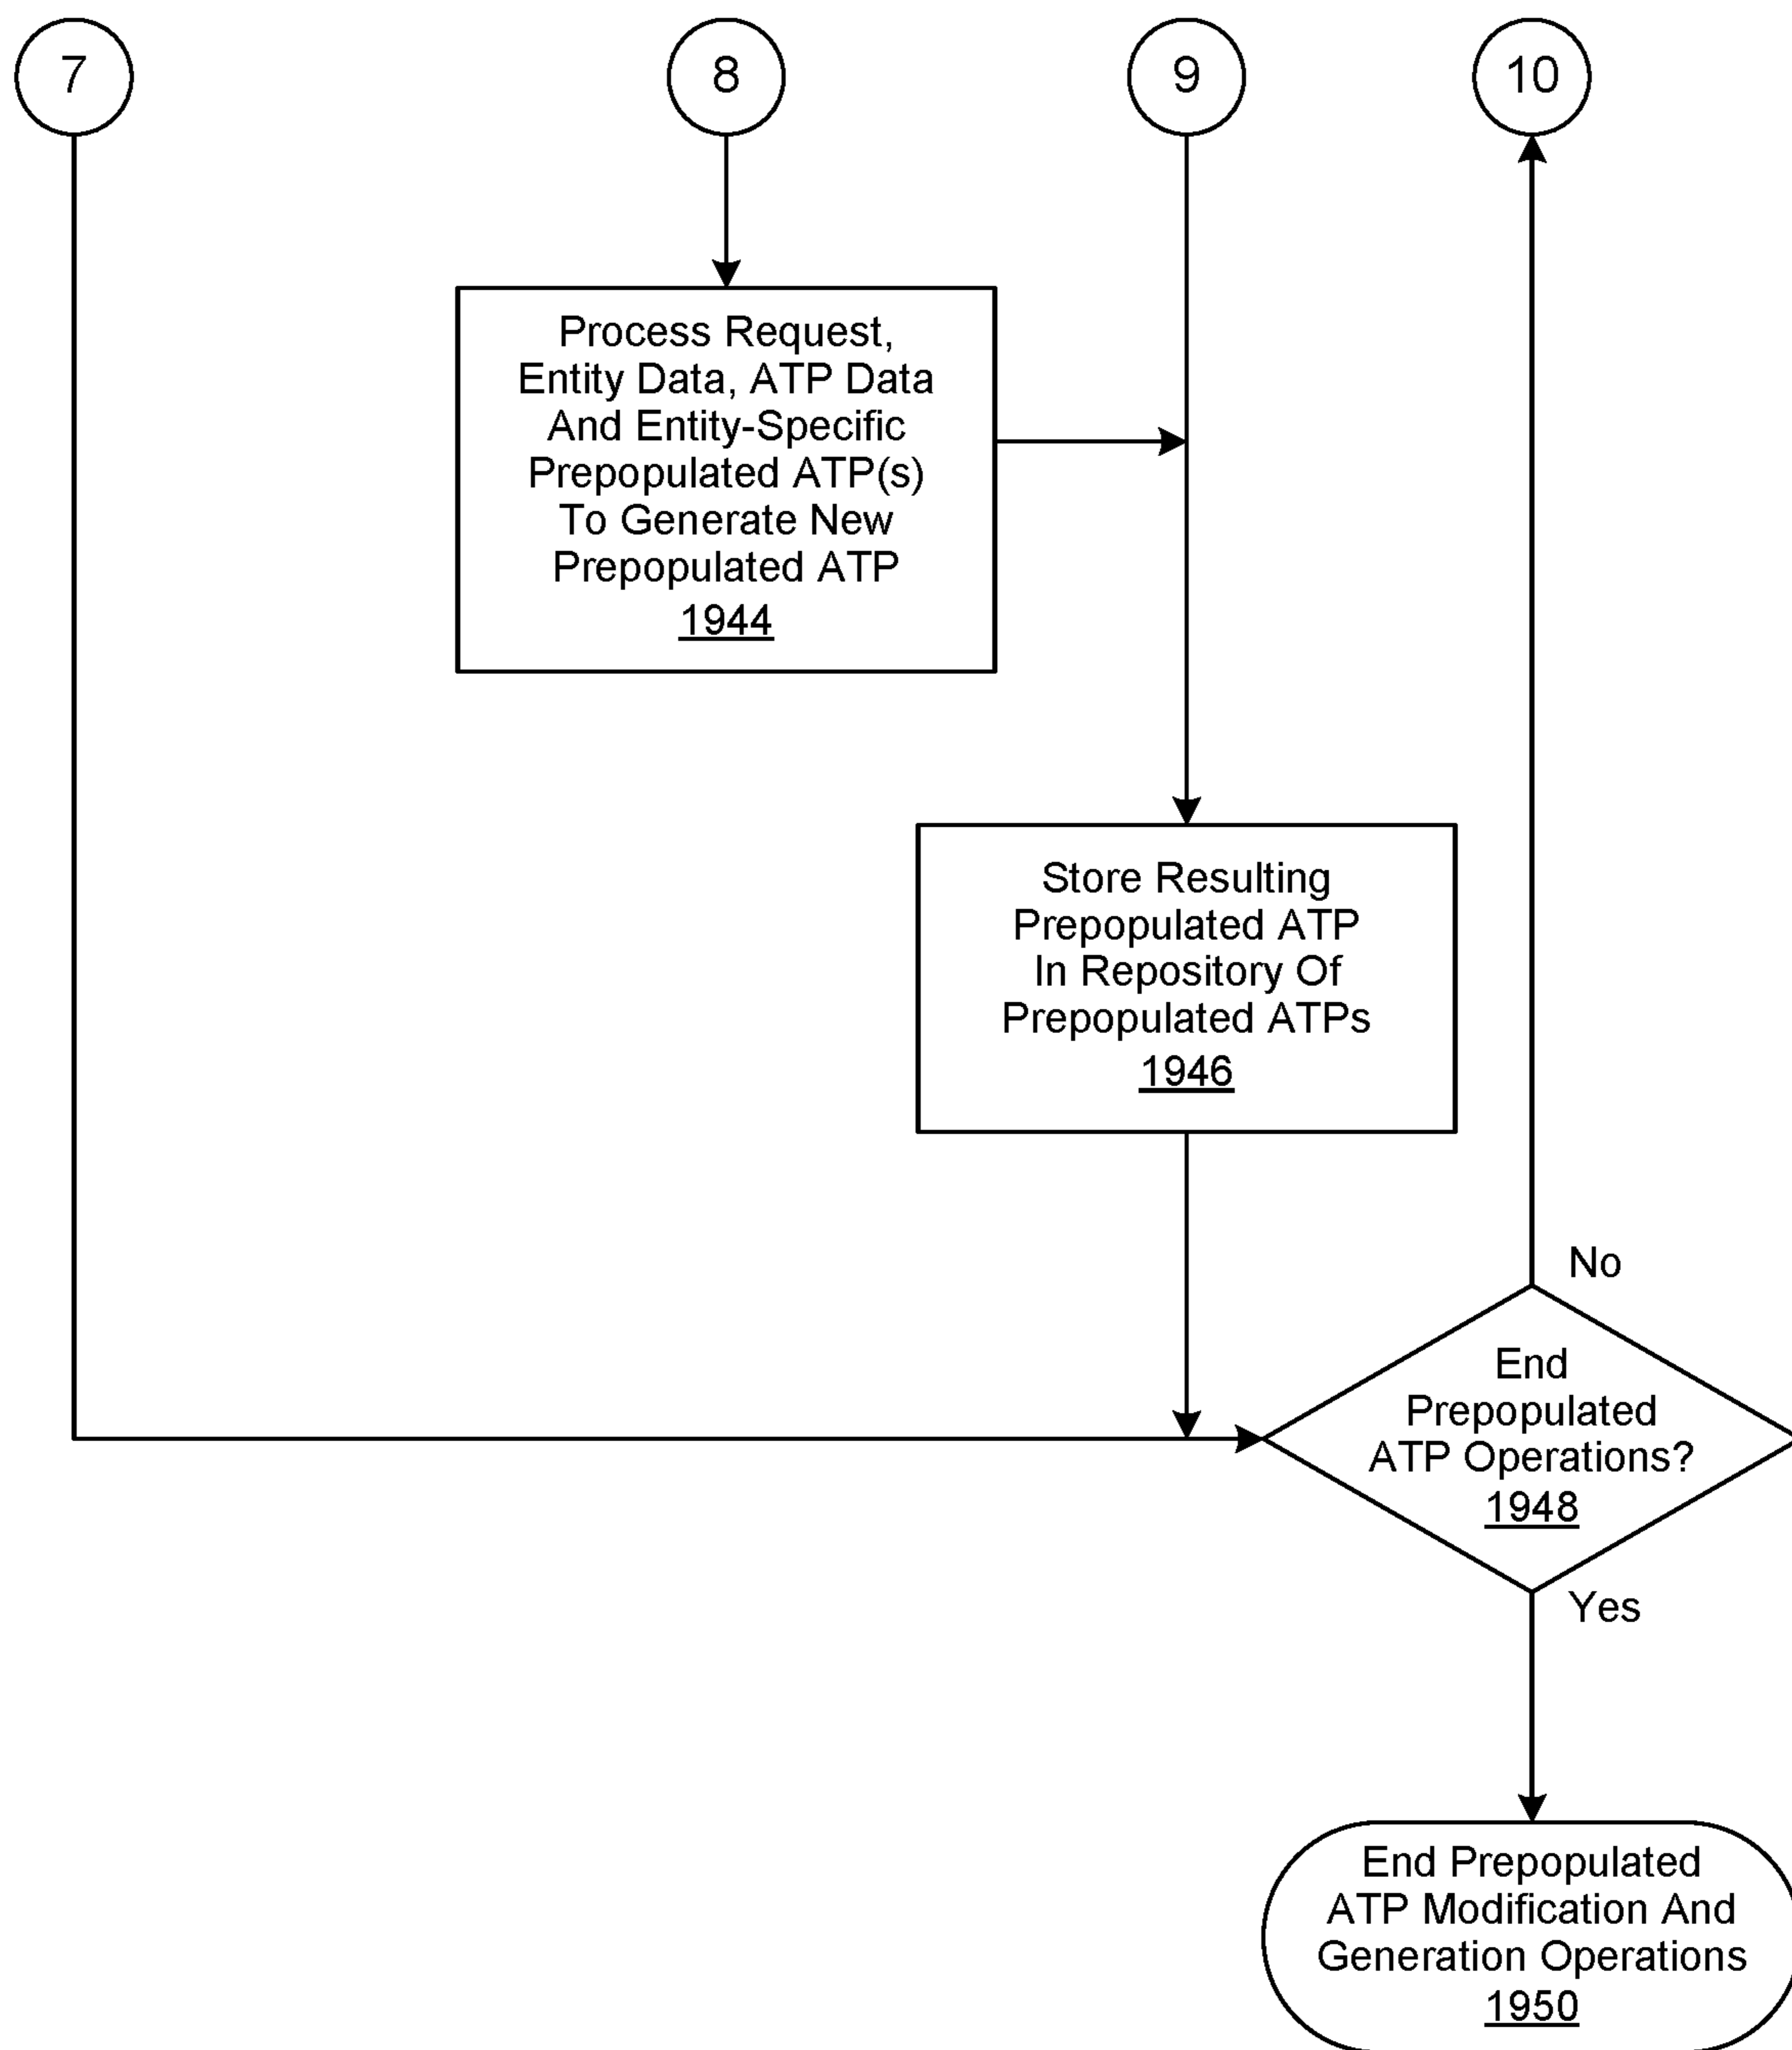 7
8
9
10
Process Request,
Entity Data, ATP Data
And Entity-Specific
Prepopulated ATP(s)
To Generate New
Prepopulated ATP
1944
Store Resulting
Prepopulated ATP
In Repository Of
Prepopulated ATPs
1946
No
End
Prepopulated
ATP Operations?
1948
Yes
End Prepopulated
ATP Modification And
Generation Operations
1950